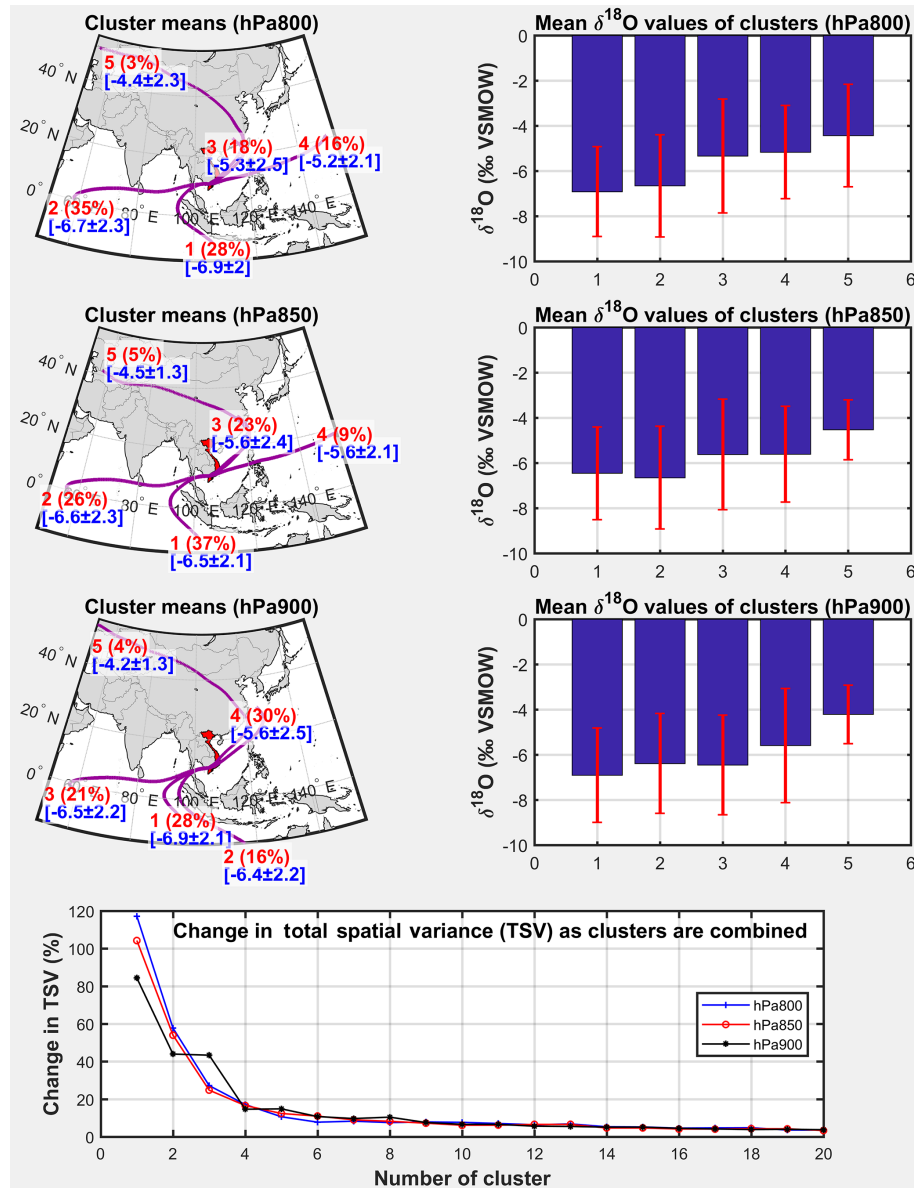 Cluster means (hPa800)
5 (3%)
[-4.4±2.3]
3 (18%)
[-5.3±2.5]
4 (16%)
[-5.2±2.1]
2 (35%)
[-6.7±2.3]
1 (28%)
[-6.9±2]
40° N
20° N
0° N
80° E
100° E
120° E
140° E
Mean δ18O values of clusters (hPa800)
δ18O (‰ VSMOW)
0
-2
-4
-6
-8
-10
0 1 2 3 4 5 6
Cluster means (hPa850)
5 (5%)
[-4.5±1.3]
3 (23%)
[-5.6±2.4]
4 (9%)
[-5.6±2.1]
2 (26%)
[-6.6±2.3]
1 (37%)
[-6.5±2.1]
40° N
20° N
0° N
80° E
100° E
120° E
140° E
Mean δ18O values of clusters (hPa850)
δ18O (‰ VSMOW)
0
-2
-4
-6
-8
-10
0 1 2 3 4 5 6
Cluster means (hPa900)
5 (4%)
[-4.2±1.3]
4 (30%)
[-5.6±2.5]
3 (21%)
[-6.5±2.2]
1 (28%)
[-6.9±2.1]
2 (16%)
[-6.4±2.2]
40° N
20° N
0° N
80° E
100° E
120° E
140° E
Mean δ18O values of clusters (hPa900)
δ18O (‰ VSMOW)
0
-2
-4
-6
-8
-10
0 1 2 3 4 5 6
Change in total spatial variance (TSV) as clusters are combined
Change in TSV (%)
120
100
80
60
40
20
0
hPa800
hPa850
hPa900
0 2 4 6 8 10 12 14 16 18 20
Number of cluster